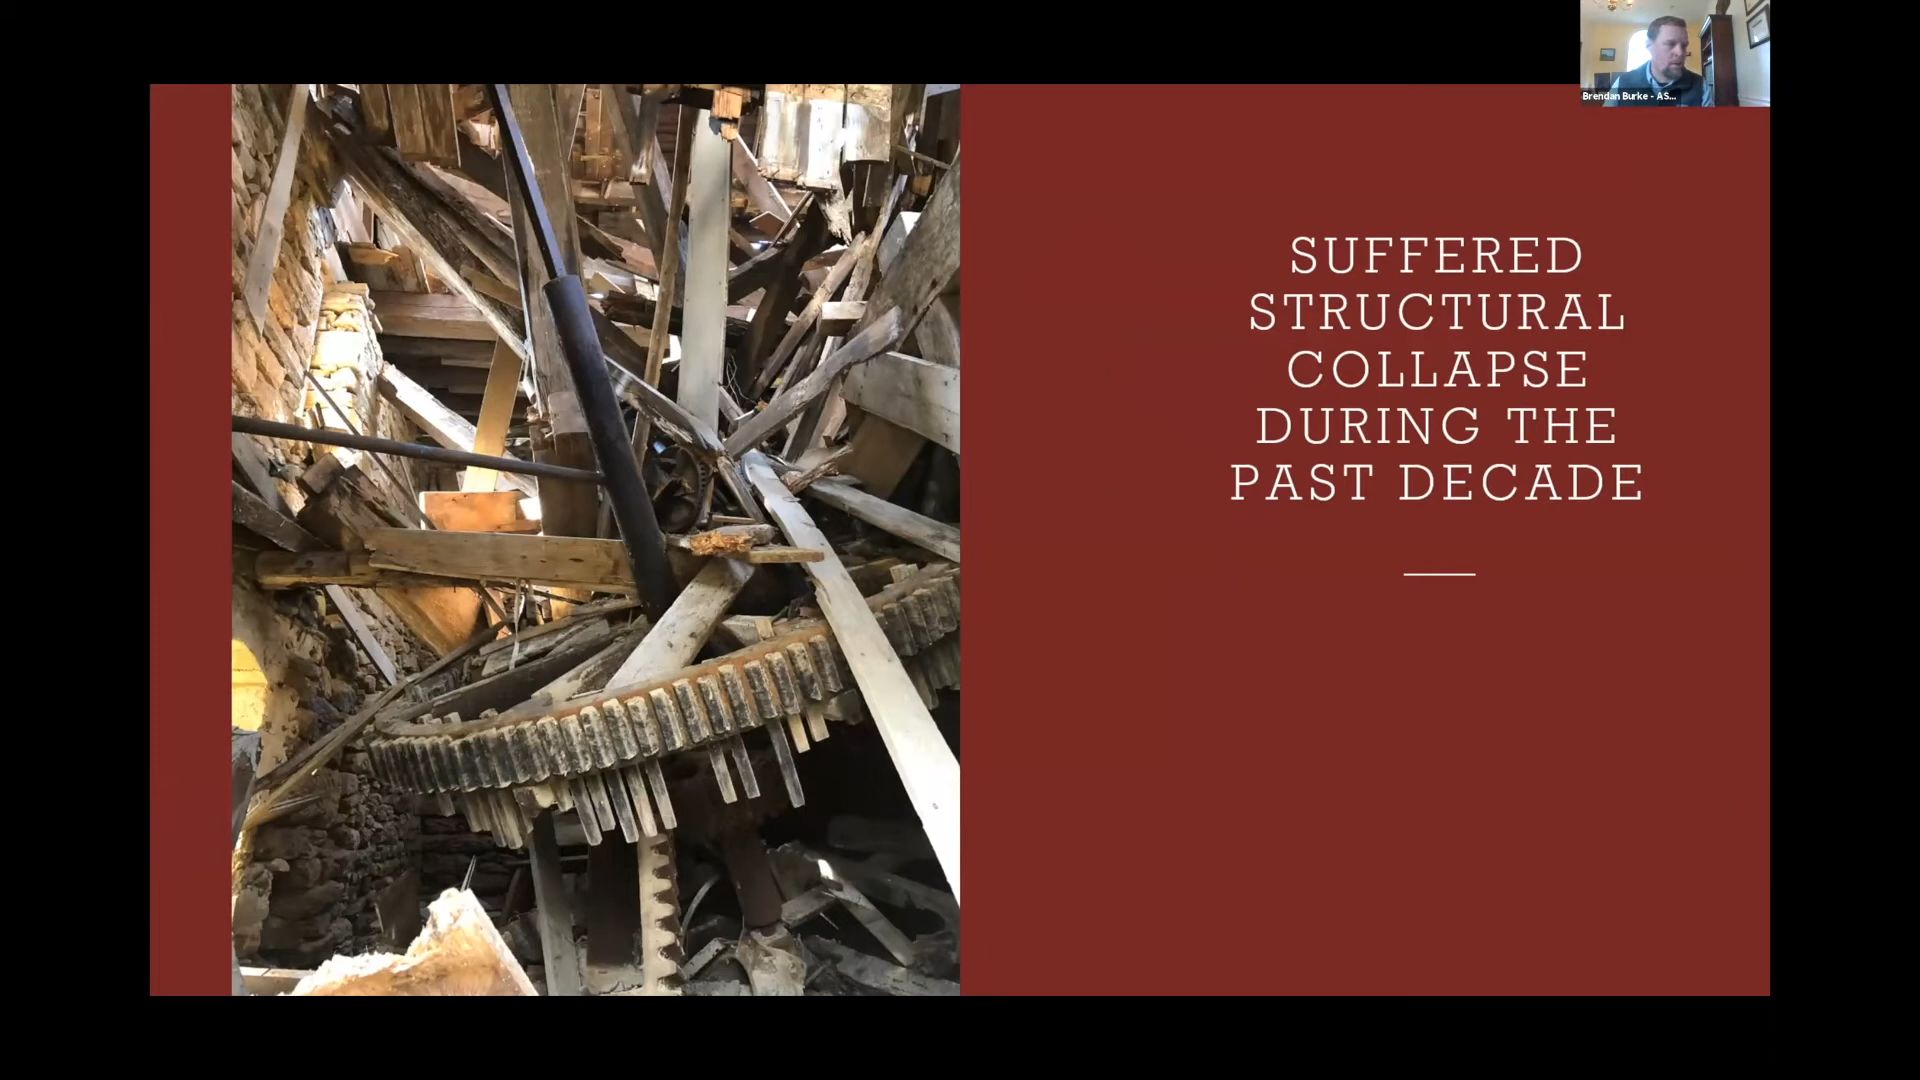 Brendan Burke - AS...
SUFFERED
STRUCTURAL
COLLAPSE
DURING THE
PAST DECADE